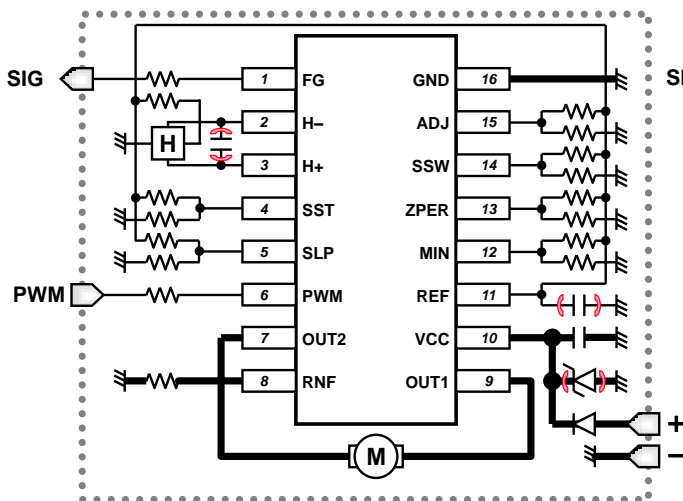 SIG
1 FG
GND 16
H
2 H–
ADJ 15
3 H+
SSW 14
4 SST
ZPER 13
5 SLP
MIN 12
PWM
6 PWM
REF 11
7 OUT2
VCC 10
8 RNF
OUT1 9
+
M
–